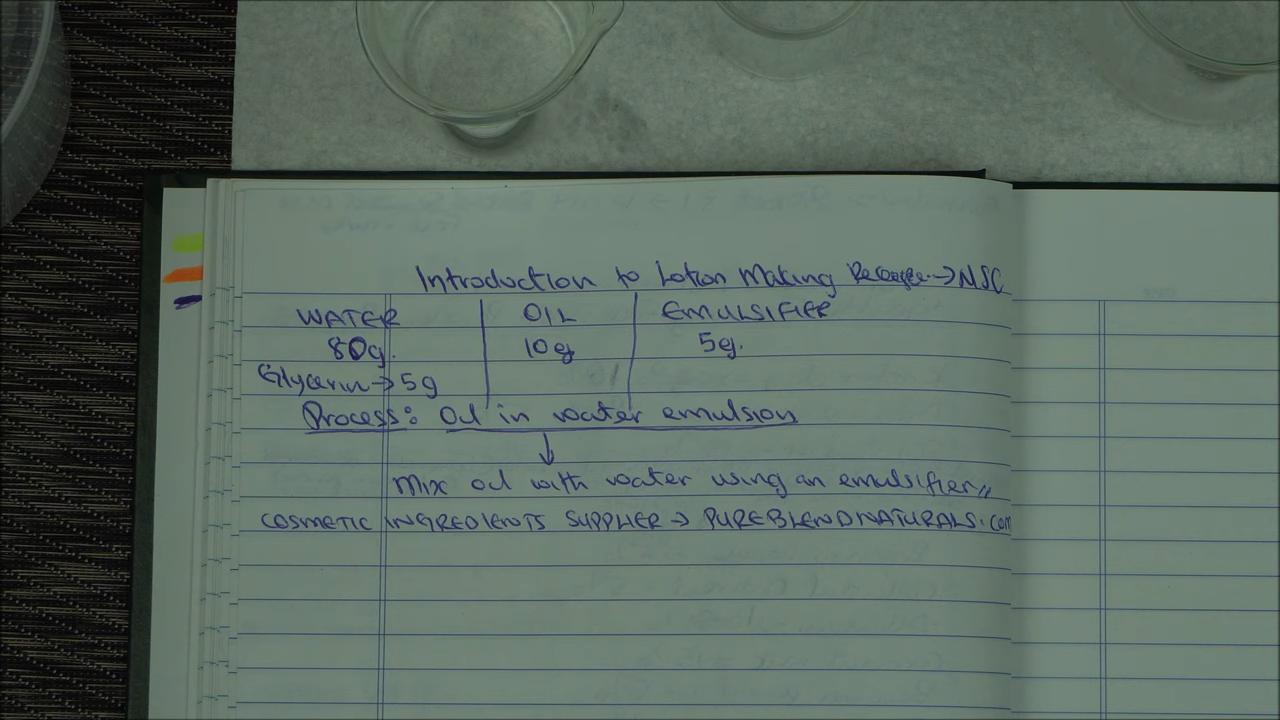 Introduction to Lotion Making → NSC
WATER OIL EMULSIFIER
80g. 10g 5g.
Glycerin → 5g
Process: Oil in water emulsion
↓
Mix oil with water using an emulsifier,,
COSMETIC INGREDIENTS SUPPLIER → PUREBLENDNATURALS.COM